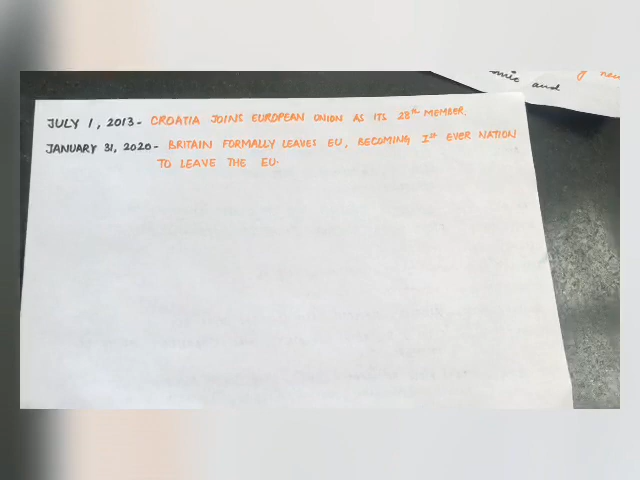 JULY 1, 2013- CROATIA JOINS EUROPEAN UNION AS ITS 28th MEMBER.
JANUARY 31, 2020- BRITAIN FORMALLY LEAVES EU, BECOMING 1st EVER NATION
TO LEAVE THE EU.
and